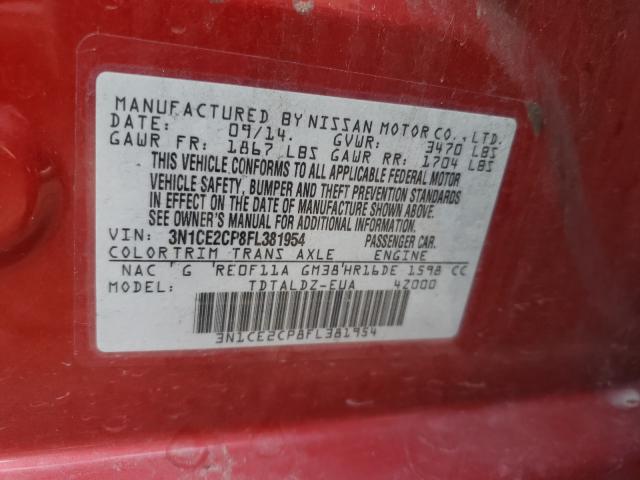 MANUFACTURED BY NISSAN MOTOR CO., LTD.
DATE: 09/14. GVWR: 3470 LBS
GAWR FR: 1867 LBS GAWR RR: 1704 LBS
THIS VEHICLE CONFORMS TO ALL APPLICABLE FEDERAL MOTOR
VEHICLE SAFETY, BUMPER AND THEFT PREVENTION STANDARDS
IN EFFECT ON THE DATE OF MANUFACTURE SHOWN ABOVE.
SEE OWNER'S MANUAL FOR ADDITIONAL INFORMATION.
VIN: 3N1CE2CP8FL381954 PASSENGER CAR.
COLOR TRIM TRANS AXLE ENGINE
NAC G RE0F11A GM38 HR16DE 1598 CC
MODEL: TDTALDZ-EUA 4Z000
3N1CE2CP8FL381954